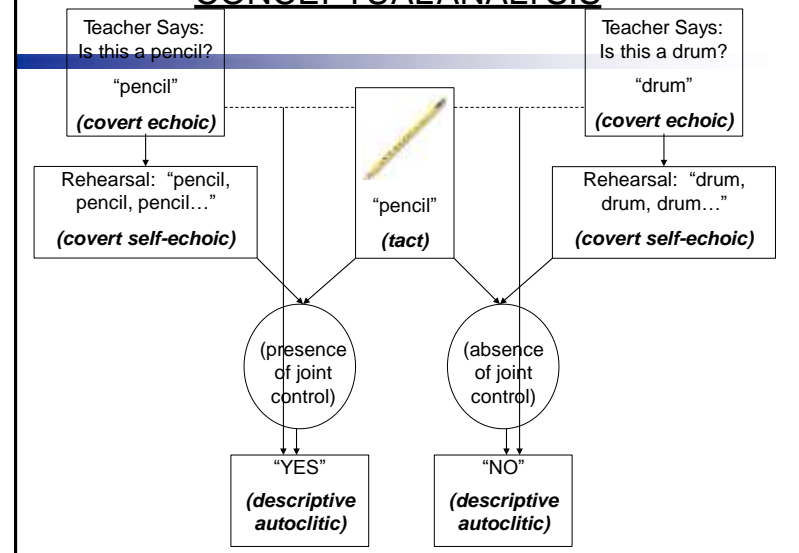 CONCEPTUAL ANALYSIS
Teacher Says:
Is this a pencil?
“pencil”
(covert echoic)
Teacher Says:
Is this a drum?
“drum”
(covert echoic)
Rehearsal: “pencil,
pencil, pencil…”
(covert self-echoic)
“pencil”
(tact)
Rehearsal: “drum,
drum, drum…”
(covert self-echoic)
(presence
of joint
control)
(absence
of joint
control)
“YES”
(descriptive
autoclitic)
“NO”
(descriptive
autoclitic)